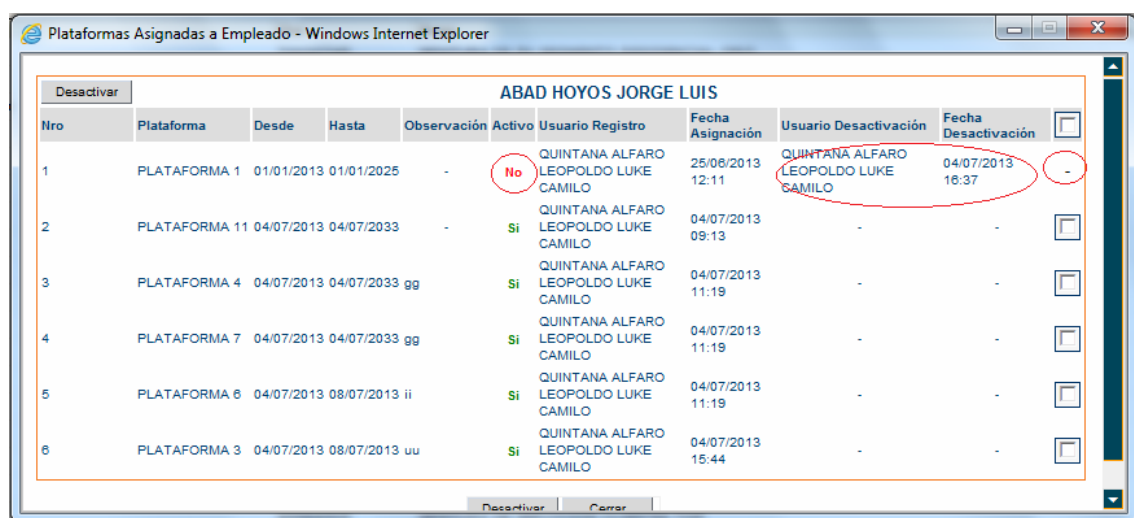 Plataformas Asignadas a Empleado - Windows Internet Explorer
Desactivar
ABAD HOYOS JORGE LUIS
Nro Plataforma Desde Hasta Observación Activo Usuario Registro Fecha Asignación Usuario Desactivación Fecha Desactivación
1 PLATAFORMA 1 01/01/2013 01/01/2025 - No QUINTANA ALFARO LEOPOLDO LUKE CAMILO 25/06/2013 12:11 QUINTANA ALFARO LEOPOLDO LUKE CAMILO 04/07/2013 16:37 -
2 PLATAFORMA 11 04/07/2013 04/07/2033 - Si QUINTANA ALFARO LEOPOLDO LUKE CAMILO 04/07/2013 09:13 - -
3 PLATAFORMA 4 04/07/2013 04/07/2033 gg Si QUINTANA ALFARO LEOPOLDO LUKE CAMILO 04/07/2013 11:19 - -
4 PLATAFORMA 7 04/07/2013 04/07/2033 gg Si QUINTANA ALFARO LEOPOLDO LUKE CAMILO 04/07/2013 11:19 - -
5 PLATAFORMA 6 04/07/2013 08/07/2013 ii Si QUINTANA ALFARO LEOPOLDO LUKE CAMILO 04/07/2013 11:19 - -
6 PLATAFORMA 3 04/07/2013 08/07/2013 uu Si QUINTANA ALFARO LEOPOLDO LUKE CAMILO 04/07/2013 15:44 - -
Desactivar Cerrar